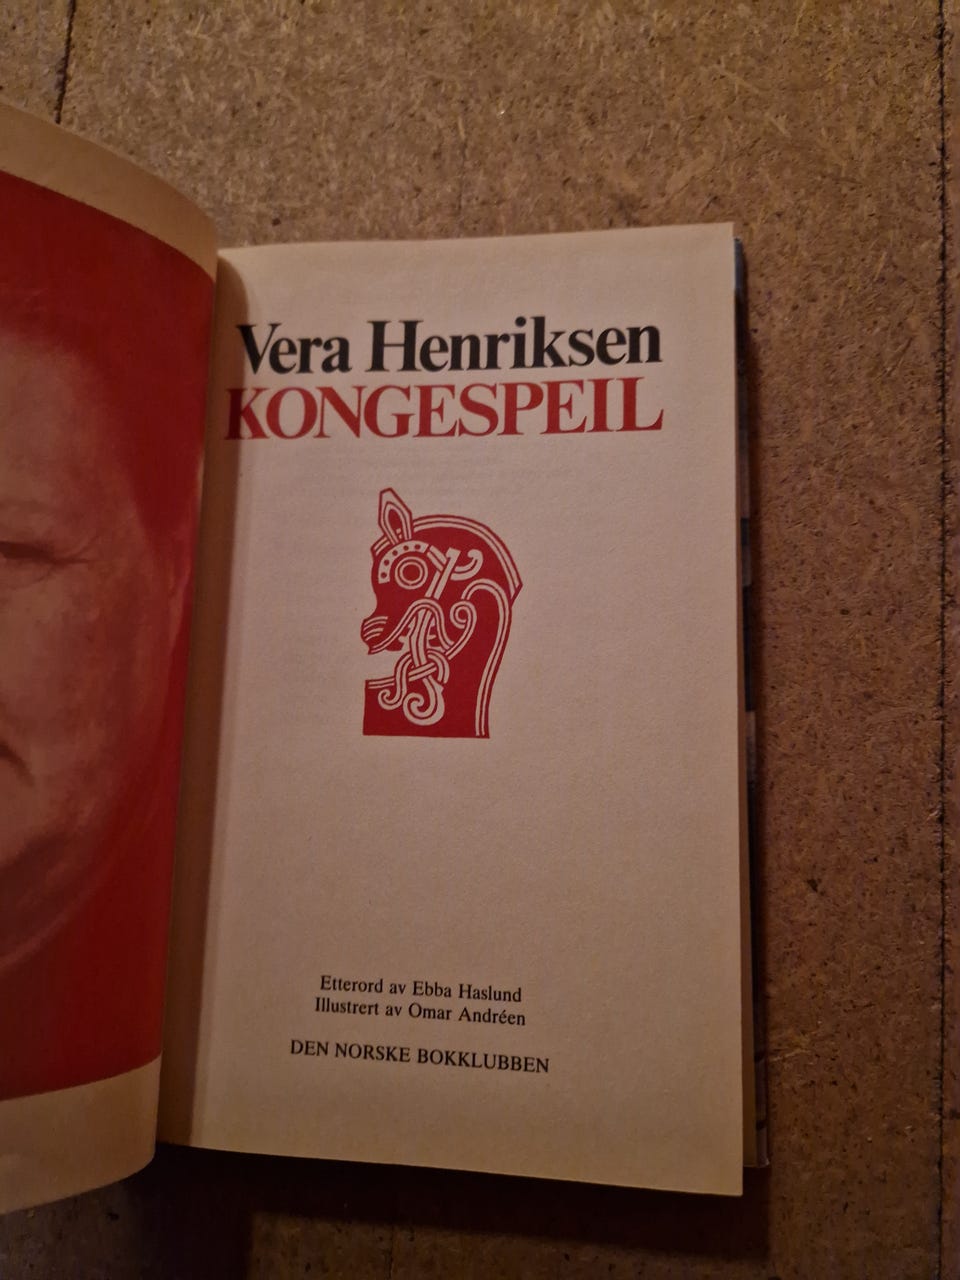 Vera Henriksen
KONGESPEIL
Etterord av Ebba Haslund
Illustrert av Omar Andréen
DEN NORSKE BOKKLUBBEN